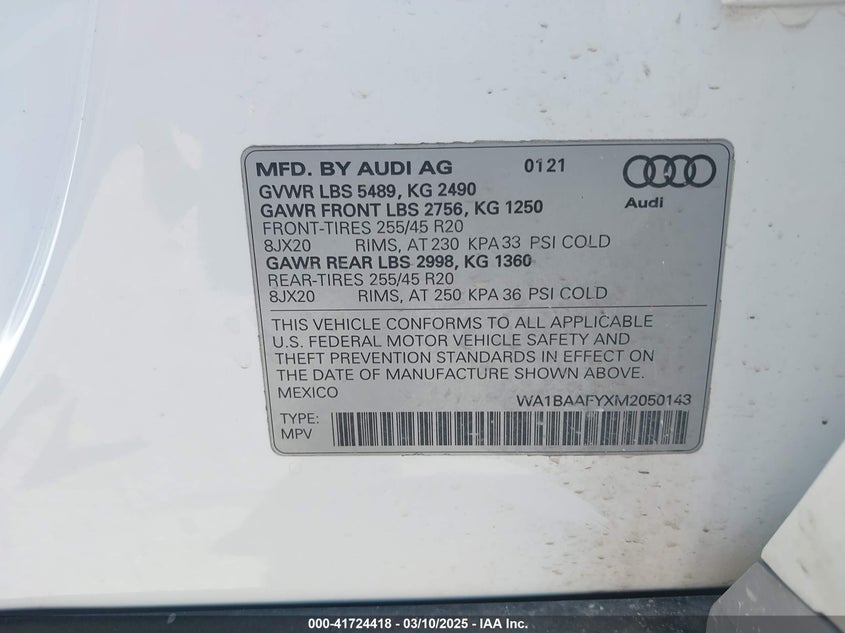 MFD. BY AUDI AG 0121
GVWR LBS 5489, KG 2490
GAWR FRONT LBS 2756, KG 1250
Audi
FRONT-TIRES 255/45 R20
8JX20 RIMS, AT 230 KPA 33 PSI COLD
GAWR REAR LBS 2998, KG 1360
REAR-TIRES 255/45 R20
8JX20 RIMS, AT 250 KPA 36 PSI COLD
THIS VEHICLE CONFORMS TO ALL APPLICABLE
U.S. FEDERAL MOTOR VEHICLE SAFETY AND
THEFT PREVENTION STANDARDS IN EFFECT ON
THE DATE OF MANUFACTURE SHOWN ABOVE.
MEXICO WA1BAAFYXM2050143
TYPE:
MPV
000-41724418 - 03/10/2025 - IAA Inc.